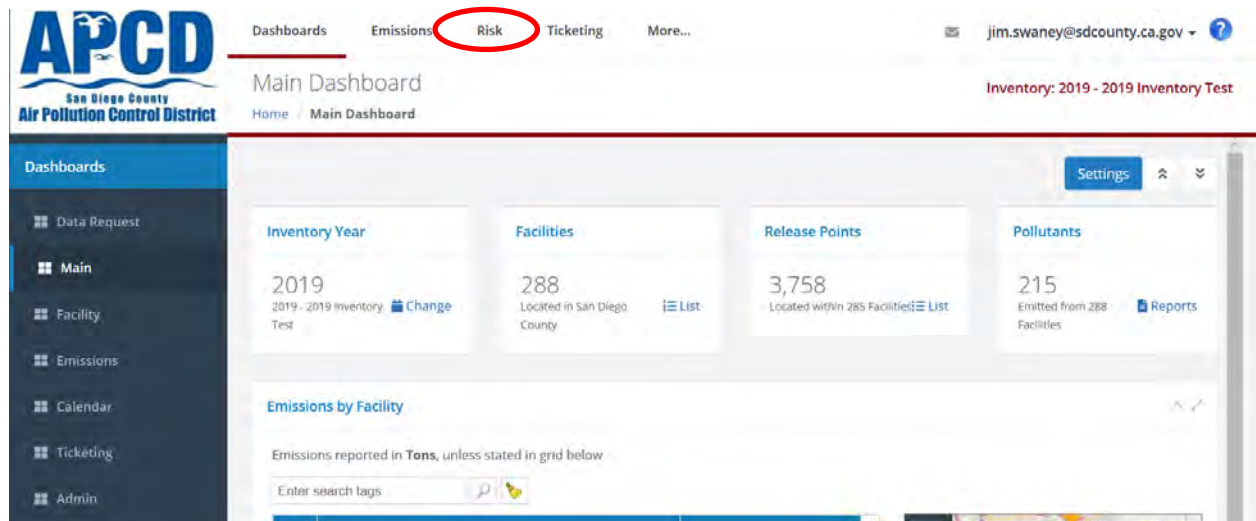 APCD
San Diego County
Air Pollution Control District
Dashboards Emissions Risk Ticketing More...
jim.swaney@sdcounty.ca.gov
?
Main Dashboard
Home / Main Dashboard
Inventory: 2019 - 2019 Inventory Test
Dashboards
Data Request
Main
Facility
Emissions
Calendar
Ticketing
Admin
Settings
Inventory Year
2019
2019 - 2019 Inventory Test
Change
Facilities
288
Located in San Diego County
List
Release Points
3,758
Located within 285 Facilities
List
Pollutants
215
Emitted from 288 Facilities
Reports
Emissions by Facility
Emissions reported in Tons, unless stated in grid below
Enter search tags